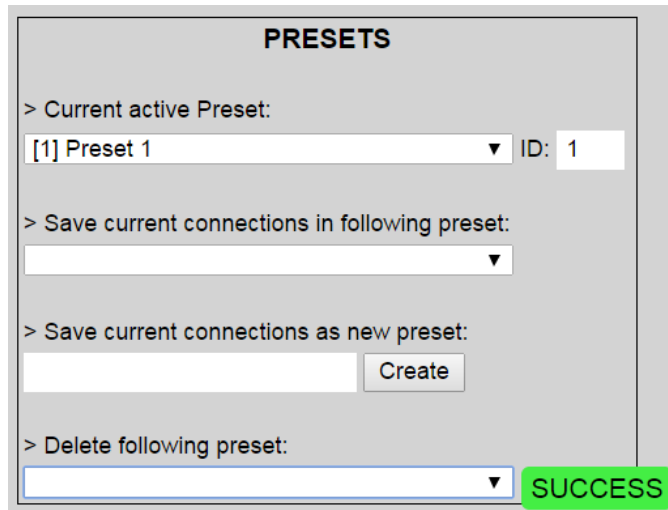 PRESETS
> Current active Preset:
[1] Preset 1 ▼ ID: 1
> Save current connections in following preset:
▼
> Save current connections as new preset:
Create
> Delete following preset:
▼ SUCCESS